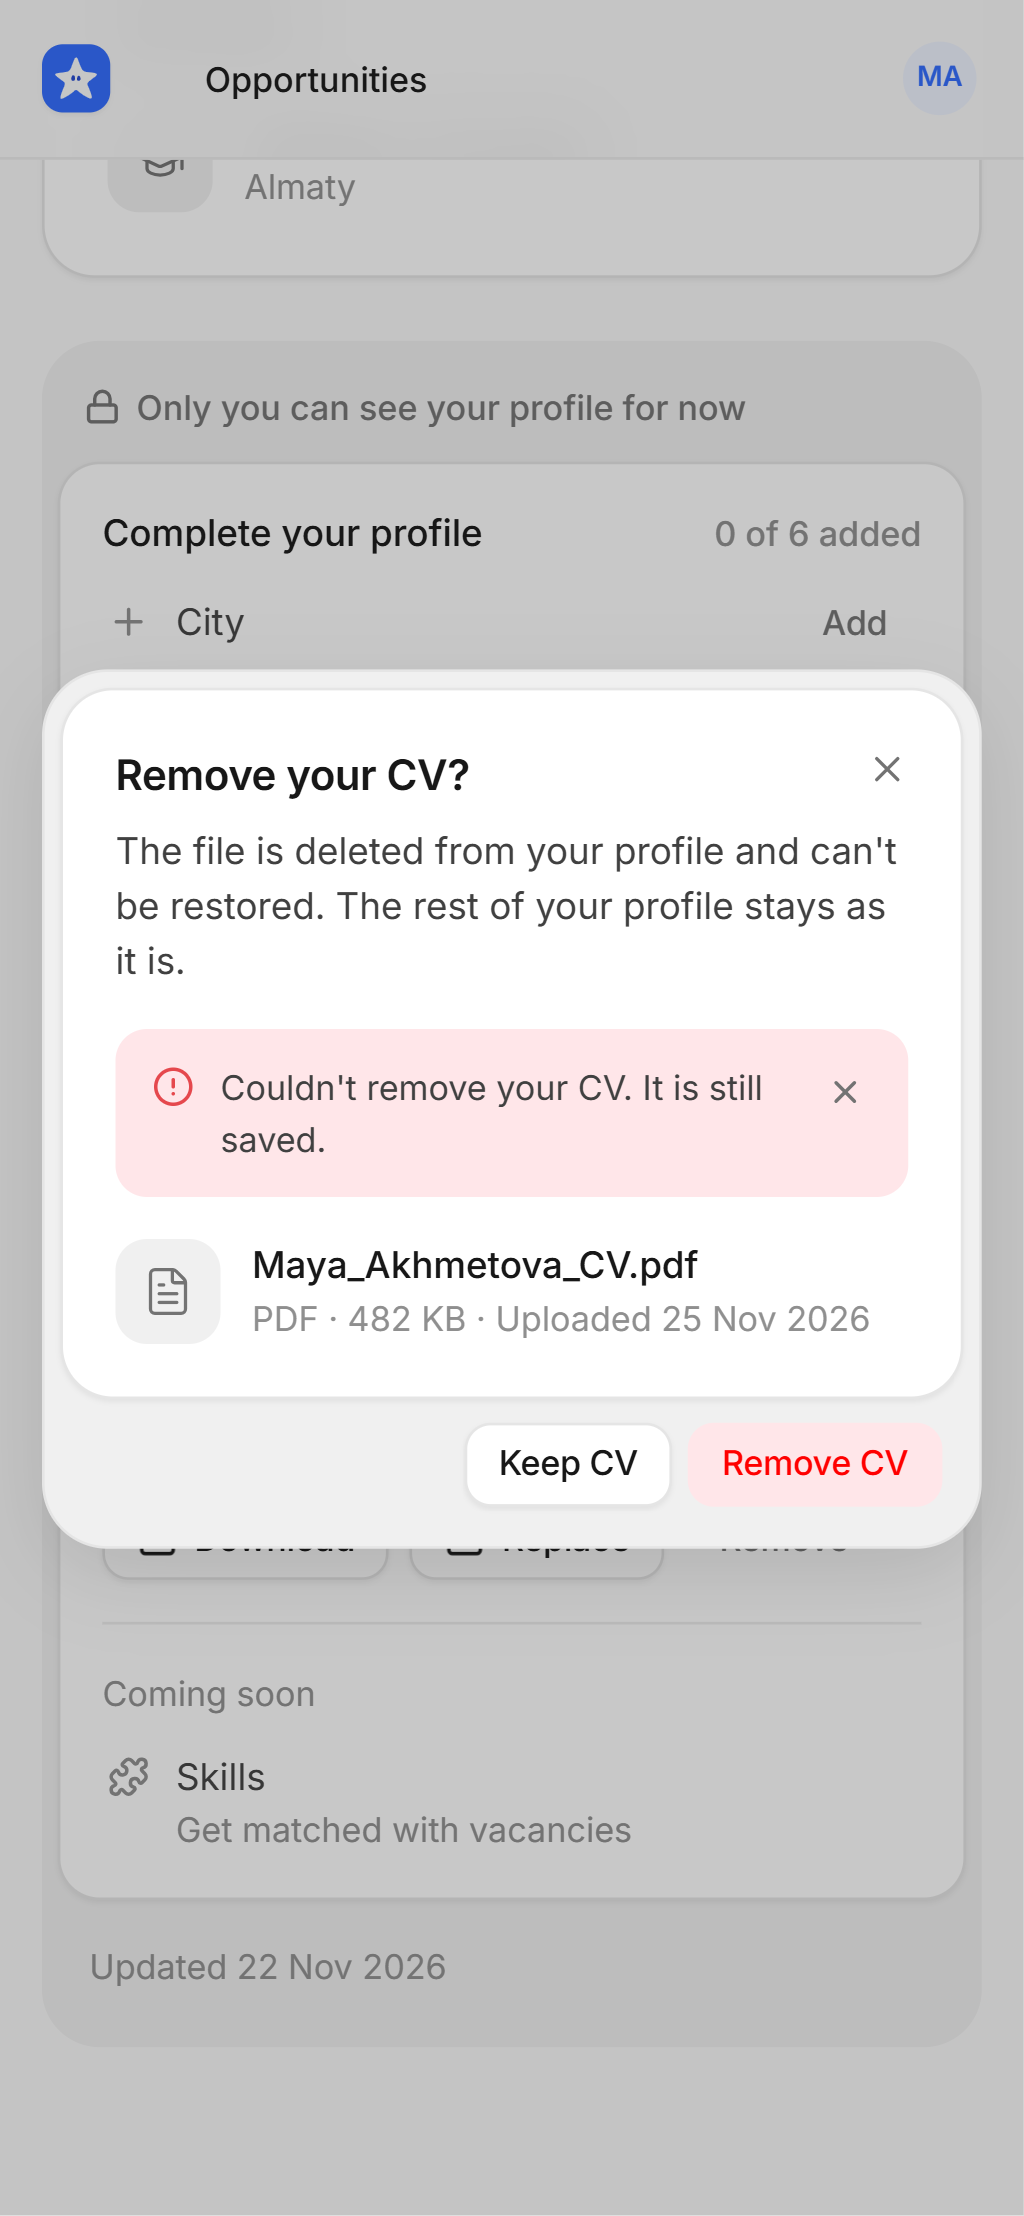 Opportunities
MA
Almaty
Only you can see your profile for now
Complete your profile
0 of 6 added
City
Add
Remove your CV?
The file is deleted from your profile and can't
be restored. The rest of your profile stays as
it is.
Couldn't remove your CV. It is still
saved.
Maya_Akhmetova_CV.pdf
PDF · 482 KB · Uploaded 25 Nov 2026
Keep CV
Remove CV
Download
Replace
Remove
Coming soon
Skills
Get matched with vacancies
Updated 22 Nov 2026